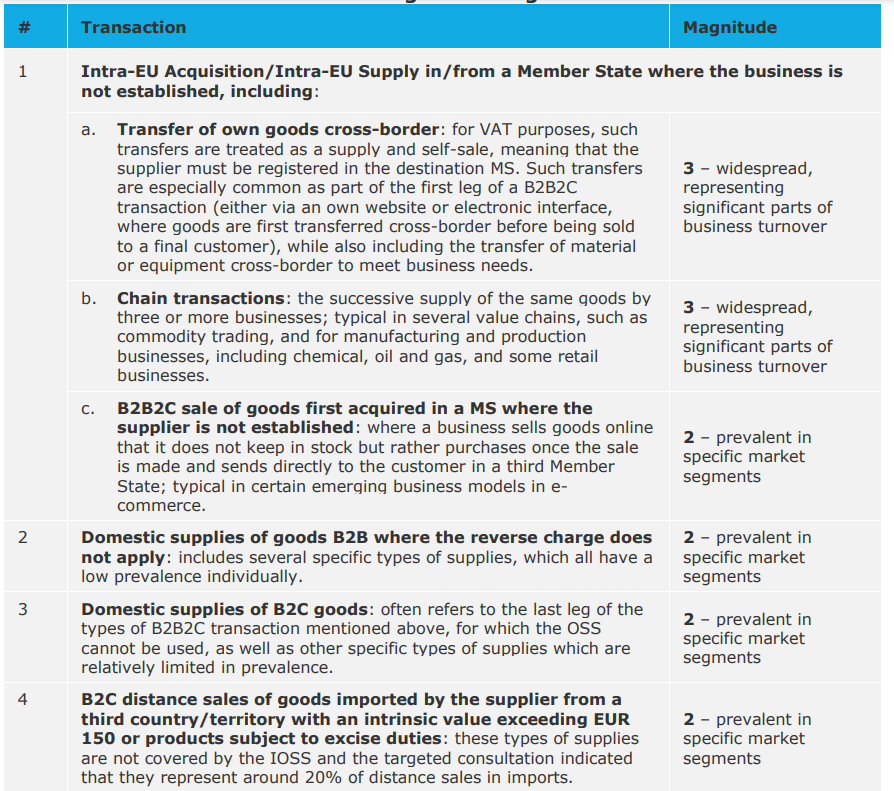 # Transaction Magnitude
1 Intra-EU Acquisition/Intra-EU Supply in/from a Member State where the business is
not established, including:
a. Transfer of own goods cross-border: for VAT purposes, such
transfers are treated as a supply and self-sale, meaning that the
supplier must be registered in the destination MS. Such transfers
are especially common as part of the first leg of a B2B2C
transaction (either via an own website or electronic interface,
where goods are first transferred cross-border before being sold
to a final customer), while also including the transfer of material
or equipment cross-border to meet business needs.
3 – widespread,
representing
significant parts of
business turnover
b. Chain transactions: the successive supply of the same goods by
three or more businesses; typical in several value chains, such as
commodity trading, and for manufacturing and production
businesses, including chemical, oil and gas, and some retail
businesses.
3 – widespread,
representing
significant parts of
business turnover
c. B2B2C sale of goods first acquired in a MS where the
supplier is not established: where a business sells goods online
that it does not keep in stock but rather purchases once the sale
is made and sends directly to the customer in a third Member
State; typical in certain emerging business models in e-
commerce.
2 – prevalent in
specific market
segments
2 Domestic supplies of goods B2B where the reverse charge does
not apply: includes several specific types of supplies, which all have a
low prevalence individually.
2 – prevalent in
specific market
segments
3 Domestic supplies of B2C goods: often refers to the last leg of the
types of B2B2C transaction mentioned above, for which the OSS
cannot be used, as well as other specific types of supplies which are
relatively limited in prevalence.
2 – prevalent in
specific market
segments
4 B2C distance sales of goods imported by the supplier from a
third country/territory with an intrinsic value exceeding EUR
150 or products subject to excise duties: these types of supplies
are not covered by the IOSS and the targeted consultation indicated
that they represent around 20% of distance sales in imports.
2 – prevalent in
specific market
segments